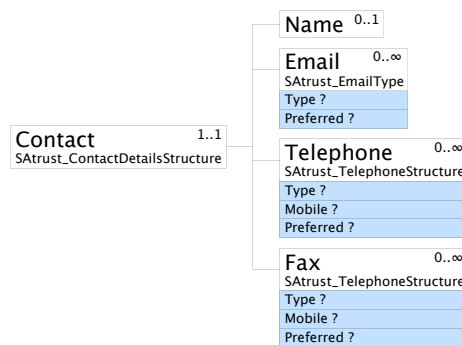 Name 0..1
Email 0..∞
SAtrust_EmailType
Type ?
Preferred ?
Contact 1..1
SAtrust_ContactDetailsStructure
Telephone 0..∞
SAtrust_TelephoneStructure
Type ?
Mobile ?
Preferred ?
Fax 0..∞
SAtrust_TelephoneStructure
Type ?
Mobile ?
Preferred ?